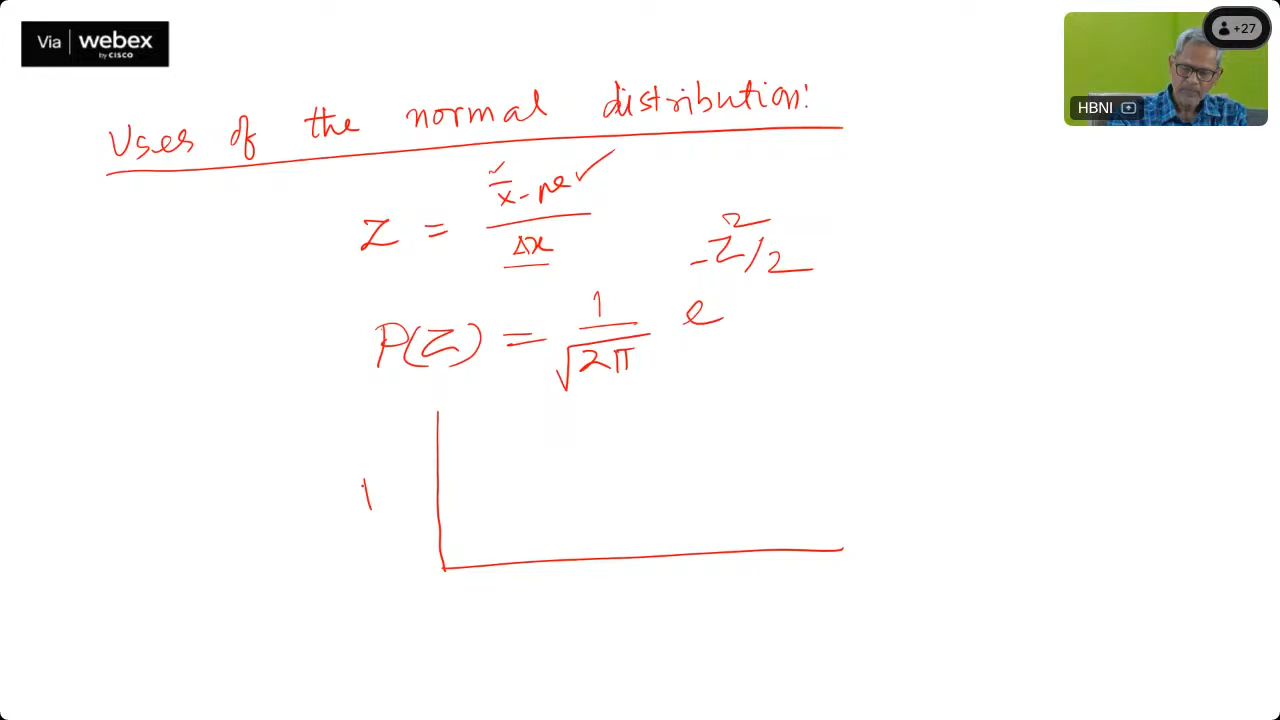 Via webex
by CISCO
+27
HBNI
Uses of the normal distribution:
Z = x̄ - μ / Δx
P(Z) = 1/√2π e -Z²/2